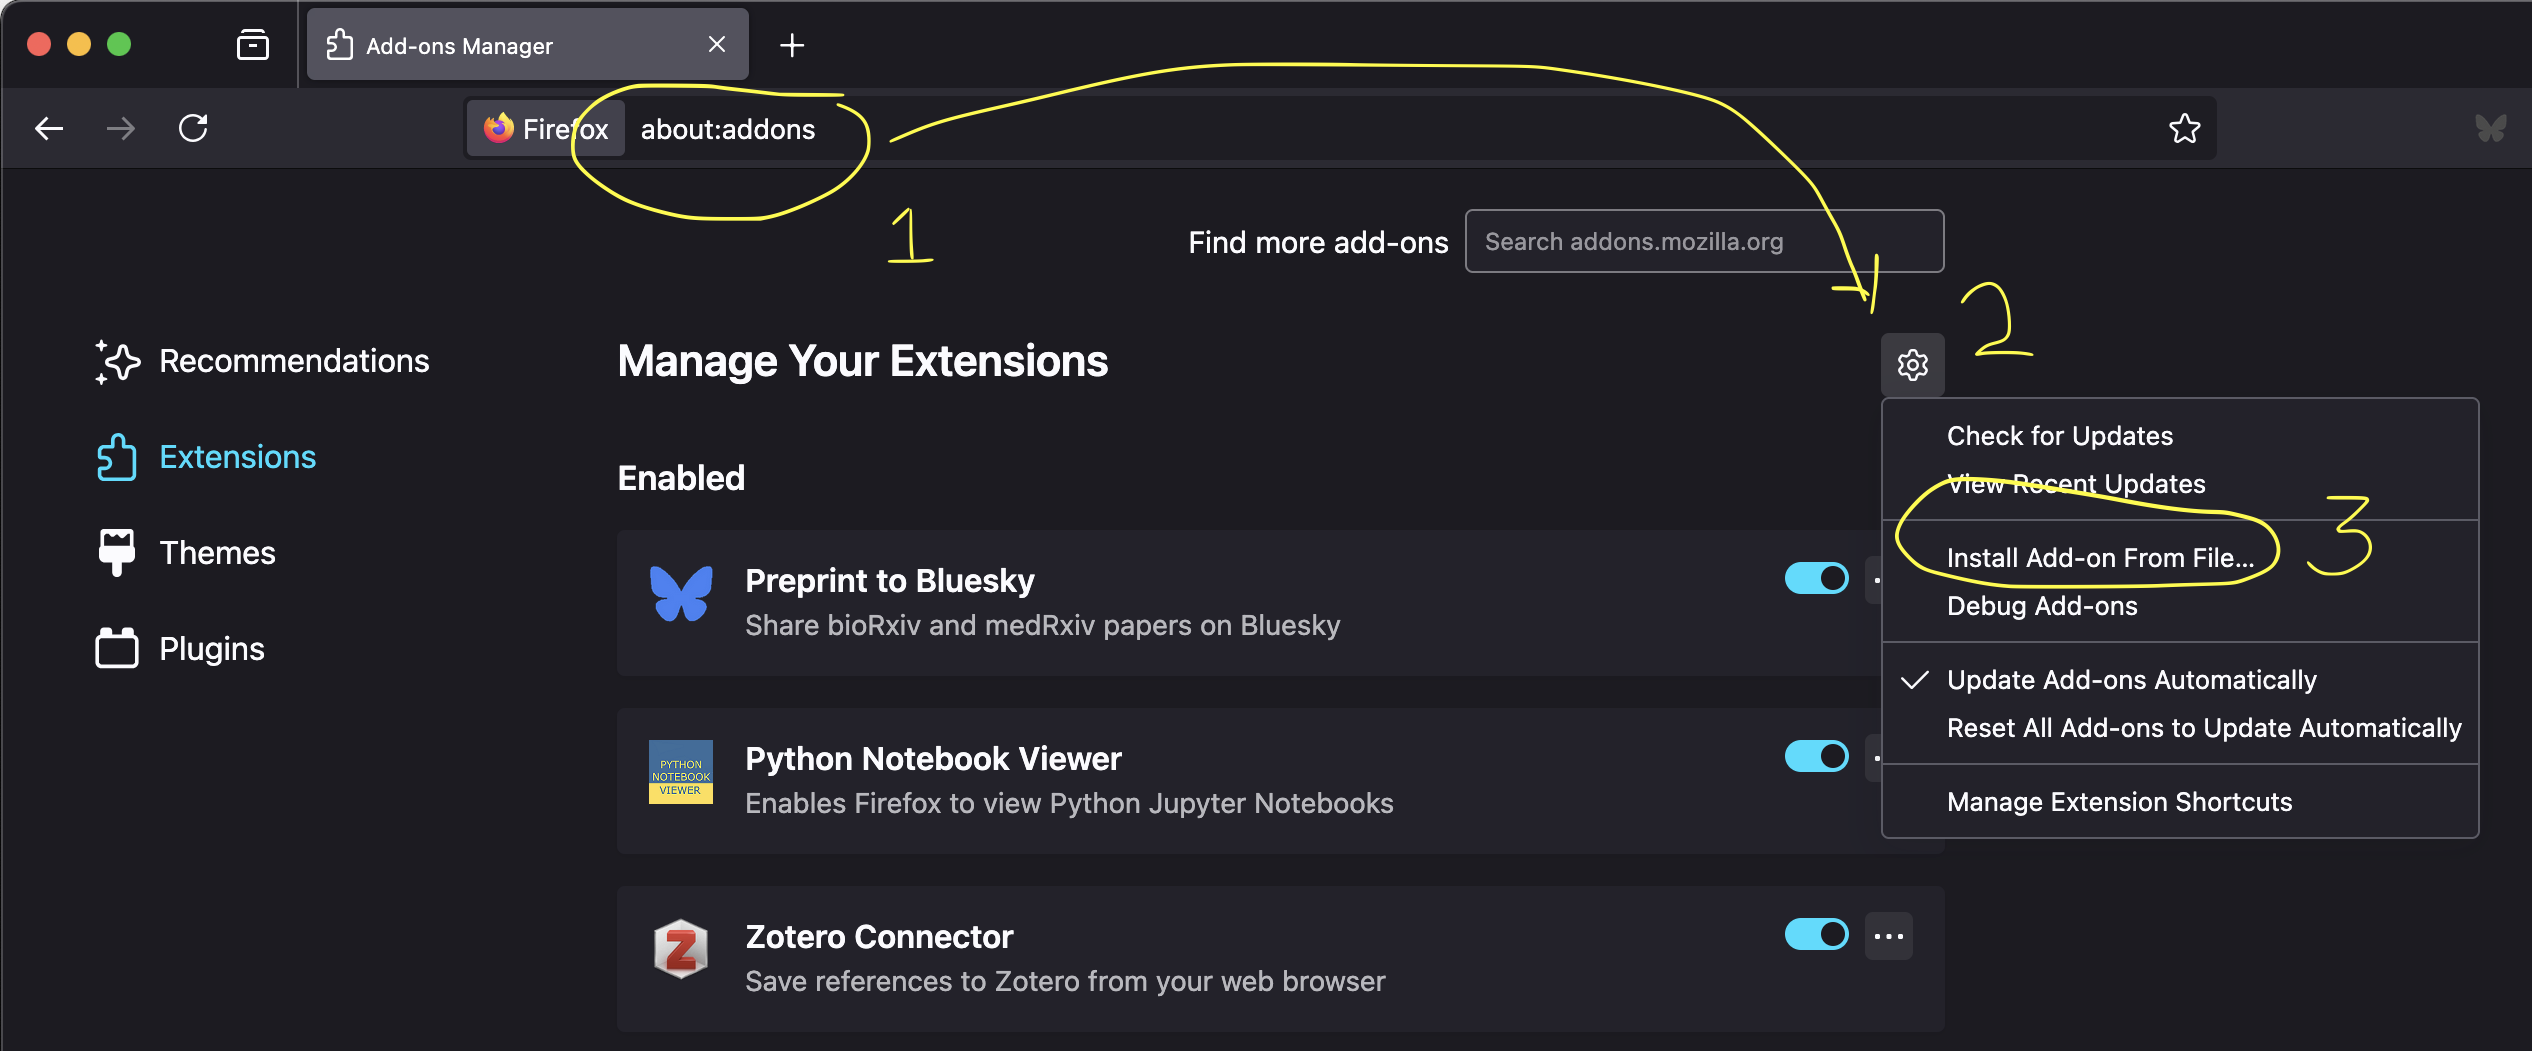 Add-ons Manager
Firefox about:addons
1
Find more add-ons Search addons.mozilla.org
2
Recommendations
Extensions
Themes
Plugins
Manage Your Extensions
Check for Updates
View Recent Updates
Install Add-on From File...
3
Debug Add-ons
Update Add-ons Automatically
Reset All Add-ons to Update Automatically
Manage Extension Shortcuts
Enabled
Preprint to Bluesky
Share bioRxiv and medRxiv papers on Bluesky
PYTHON
NOTEBOOK
VIEWER
Python Notebook Viewer
Enables Firefox to view Python Jupyter Notebooks
Z
Zotero Connector
Save references to Zotero from your web browser